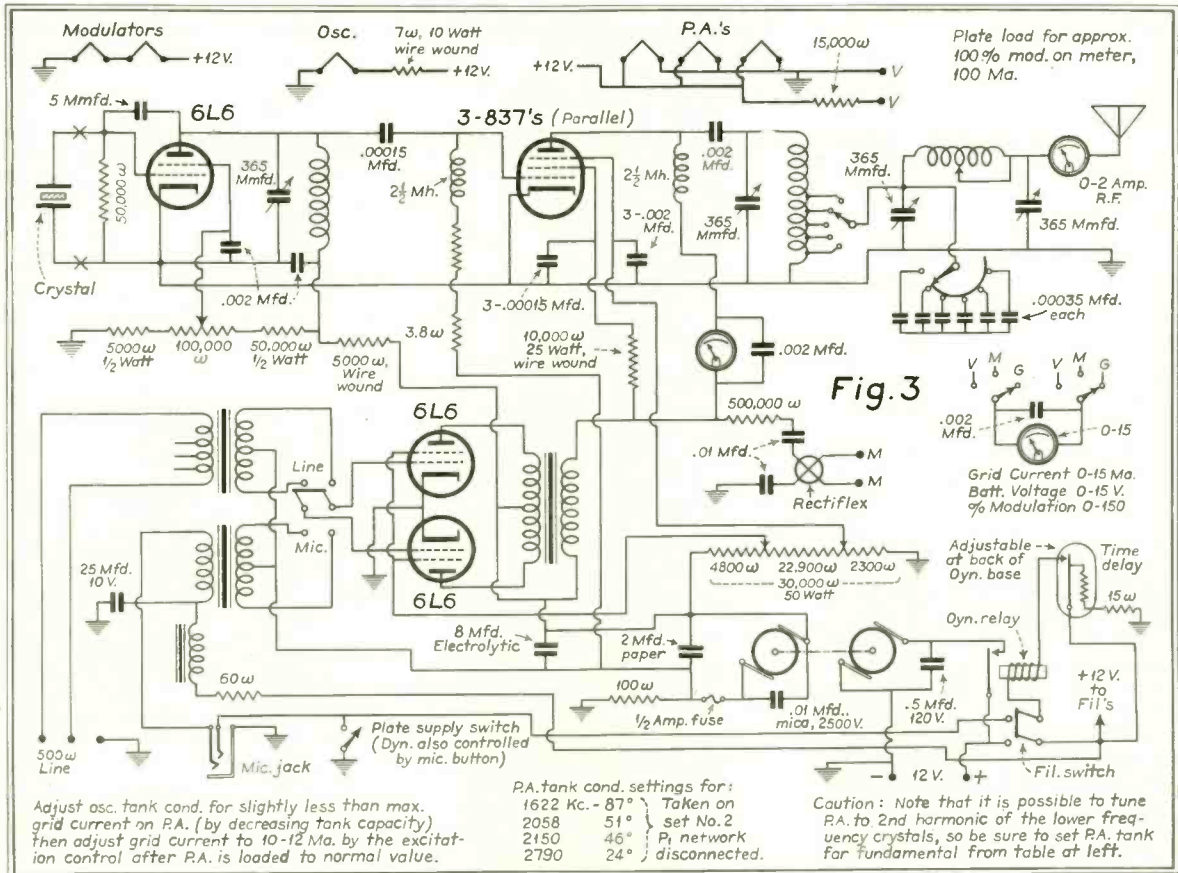 Modulators
+12V.
Osc.
7ω, 10 Watt
wire wound
+12V.
P.A.'s
+12V.
15,000ω
V
V
Plate load for approx.
100% mod. on meter,
100 Ma.
5 Mmfd.
6L6
50,000ω
Crystal
365
Mmfd.
.002 Mfd.
.00015
Mfd.
2½ Mh.
3-837's (Parallel)
.002
Mfd.
2½ Mh.
3-.002
Mfd.
365
Mmfd.
3-.00015 Mfd.
365
Mmfd.
0-2 Amp.
R.F.
365 Mmfd.
.00035 Mfd.
each
5000ω
½ Watt
100,000
ω
50,000ω
½ Watt
5000ω,
Wire
wound
3.8ω
10,000ω
25 Watt,
wire wound
.002 Mfd.
Fig.3
V M G V M G
.002
Mfd.
0-15
Grid Current 0-15 Ma.
Batt. Voltage 0-15 V.
% Modulation 0-150
6L6
Line
Mic.
6L6
500,000 ω
.01 Mfd.
M
M
Rectiflex
25 Mfd.
10 V.
4800ω 22,900ω 2300ω
30,000ω
50 Watt
Adjustable
at back of
Dyn. base
Time
delay
15ω
Dyn. relay
8 Mfd.
Electrolytic
2 Mfd.
paper
60ω
100ω
½ Amp. fuse
.01 Mfd.,
mica, 2500V.
.5 Mfd.
120V.
+12V.
to
Fil's
500ω
Line
Mic. jack
Plate supply switch
(Dyn. also controlled
by mic. button)
- 12V. +
Fil. switch
Adjust osc. tank cond. for slightly less than max.
grid current on P.A. (by decreasing tank capacity)
then adjust grid current to 10-12 Ma. by the excitat-
ion control after P.A. is loaded to normal value.
P.A. tank cond. settings for:
1622 Kc. - 87° Taken on
2058 51° set No.2
2150 46° Pi network
2790 24° disconnected.
Caution: Note that it is possible to tune
P.A. to 2nd harmonic of the lower freq-
uency crystals, so be sure to set P.A. tank
for fundamental from table at left.